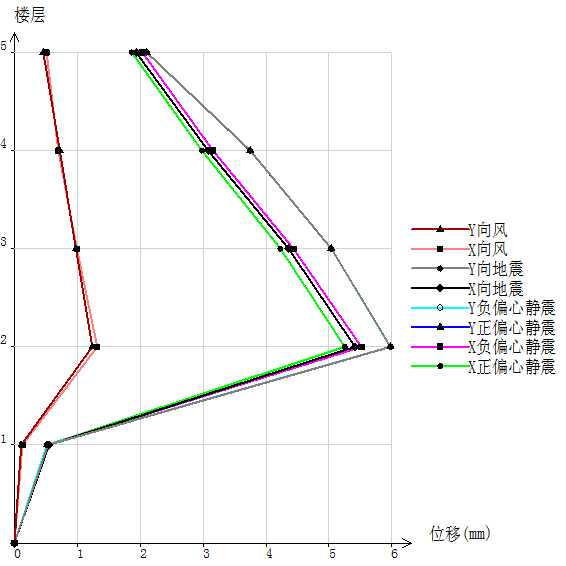 楼层
5
4
3
2
1
Y向风
X向风
Y向地震
X向地震
Y负偏心静震
Y正偏心静震
X负偏心静震
X正偏心静震
位移(mm)
0 1 2 3 4 5 6